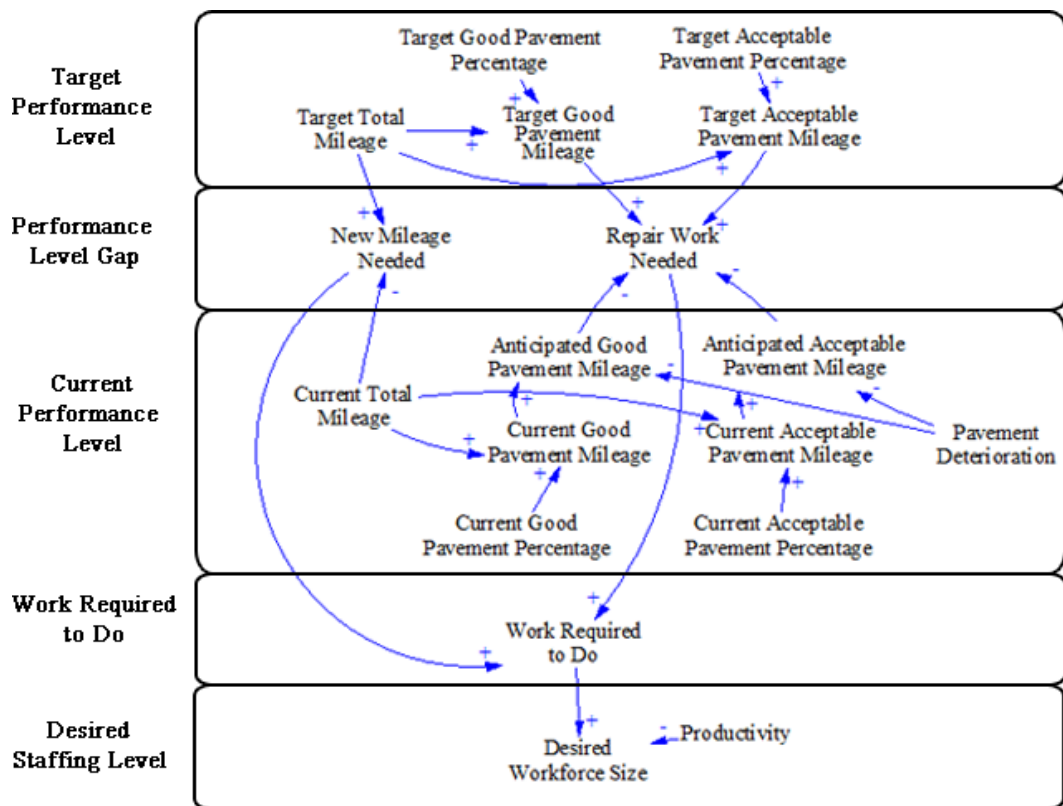 Target
Performance
Level
Target Good Pavement
Percentage
Target Acceptable
Pavement Percentage
+
+
Target Total
Mileage
Target Good
Pavement
Mileage
Target Acceptable
Pavement Mileage
+
+
Performance
Level Gap
+
New Mileage
Needed
+
+
Repair Work
Needed
-
-
-
Current
Performance
Level
Anticipated Good
Pavement Mileage
Anticipated Acceptable
Pavement Mileage
-
-
Current Total
Mileage
+
+
+
+
Current Good
Pavement Mileage
Current Acceptable
Pavement Mileage
Pavement
Deterioration
+
+
Current Good
Pavement Percentage
Current Acceptable
Pavement Percentage
Work Required
to Do
+
+
Work Required
to Do
Desired
Staffing Level
+
-
Productivity
Desired
Workforce Size